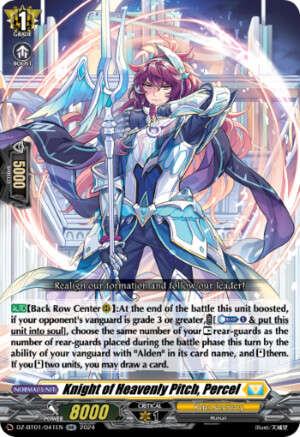 1
GRADE
BOOST
5000
SHIELD
Realign our formation and follow our leader!
AUTO【Back Row Center】:At the end of the battle this unit boosted,
if your opponent's vanguard is grade 3 or greater, [& put this
unit into soul], choose the same number of your rear-guards as the
number of rear-guards placed during the battle phase this turn by the
ability of your vanguard with "Alden" in its card name, and them.
If you two units, you may draw a card.
NORMAL UNIT
Knight of Heavenly Pitch, Percel
POWER 8000
CRITICAL
1
Human
D-Z-BT01/041EN RR 2024